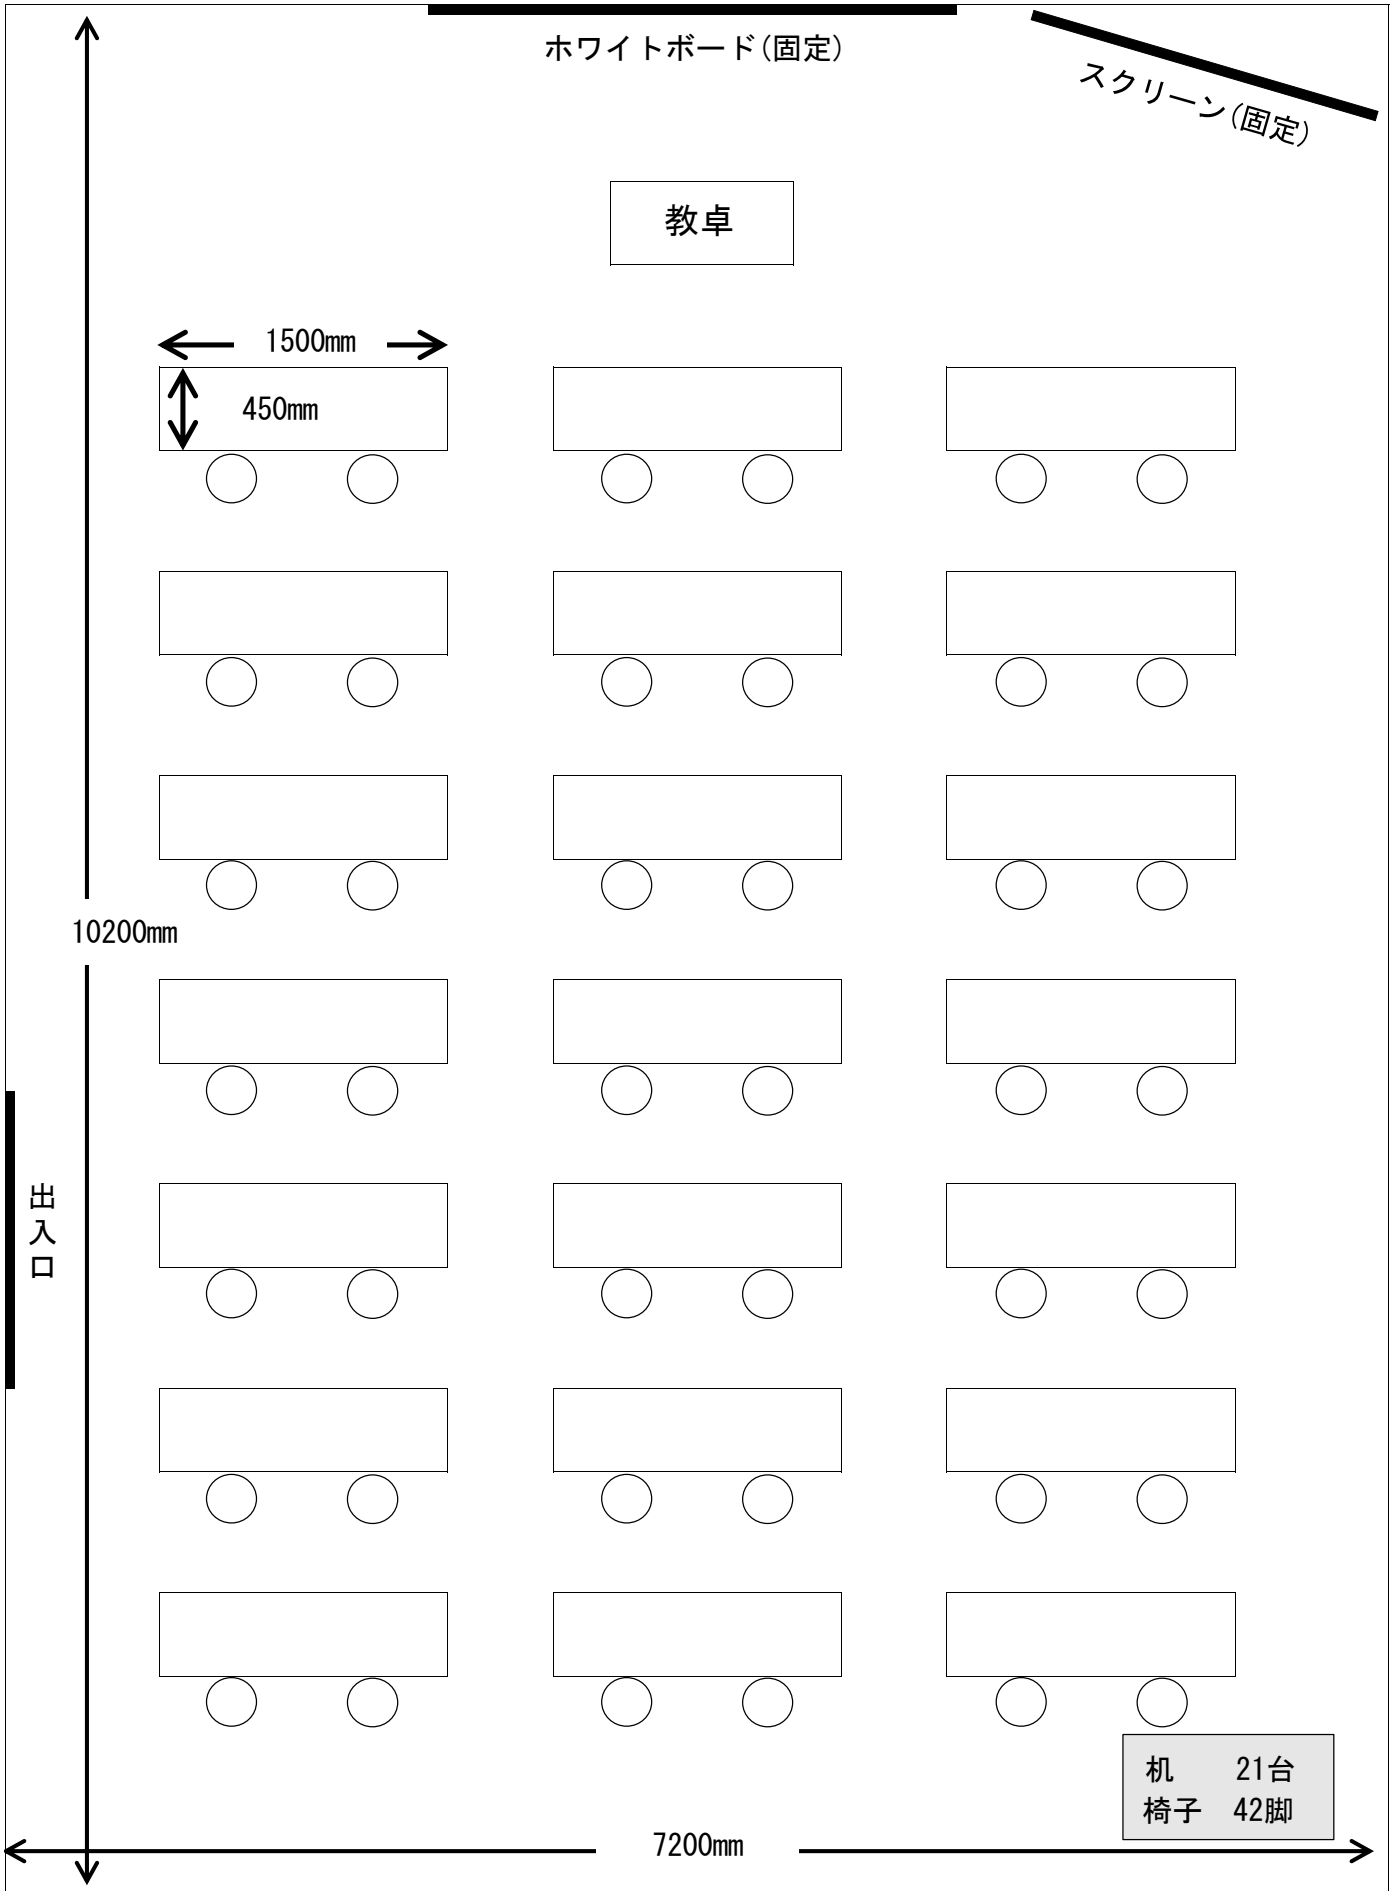 ホワイトボード(固定)
スクリーン(固定)
教卓
1500mm
450mm
10200mm
出入口
机 21台
椅子 42脚
7200mm